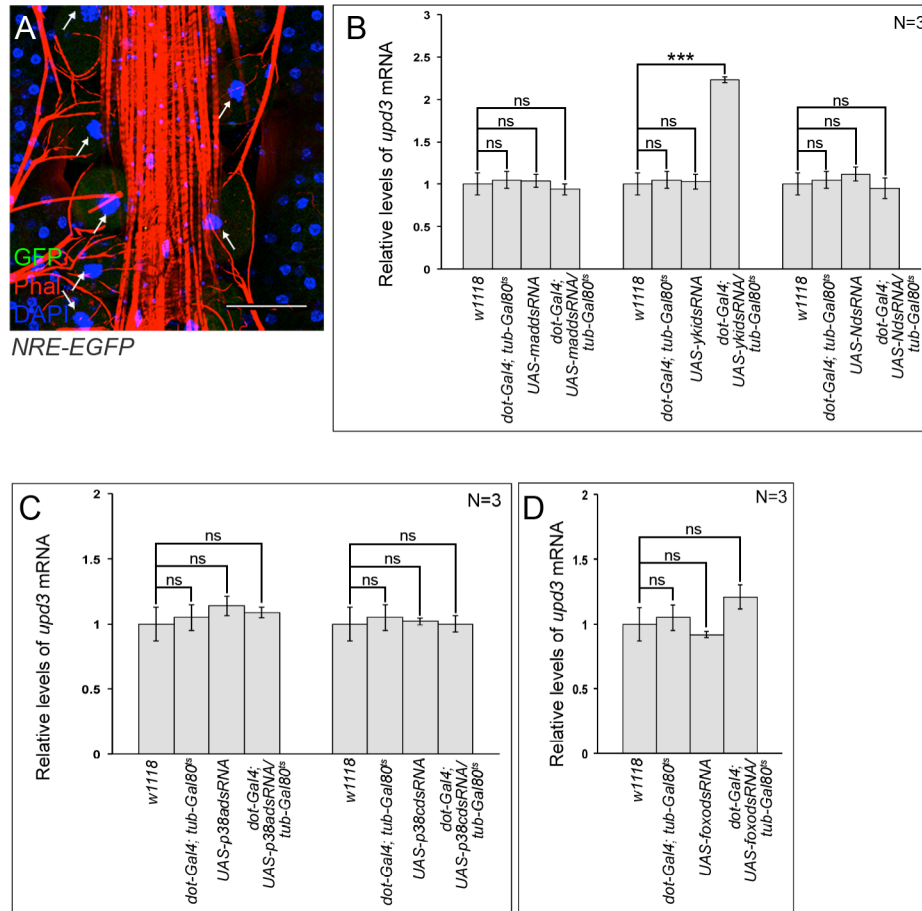 A
GFP
Phal
DAPI
NRE-EGFP
B
N=3
Relative levels of upd3 mRNA
3
2.5
2
1.5
1
0.5
0
ns
ns
ns
ns
ns
***
ns
ns
ns
w1118
dot-Gal4; tub-Gal80ts
UAS-maddsRNA
dot-Gal4;
UAS-maddsRNA/
tub-Gal80ts
w1118
dot-Gal4; tub-Gal80ts
UAS-ykidsRNA
dot-Gal4;
UAS-ykidsRNA/
tub-Gal80ts
w1118
dot-Gal4; tub-Gal80ts
UAS-NdsRNA
dot-Gal4;
UAS-NdsRNA/
tub-Gal80ts
C
N=3
Relative levels of upd3 mRNA
2
1.5
1
0.5
0
ns
ns
ns
ns
ns
ns
w1118
dot-Gal4; tub-Gal80ts
UAS-p38adsRNA
dot-Gal4;
UAS-p38adsRNA/
tub-Gal80ts
w1118
dot-Gal4; tub-Gal80ts
UAS-p38cdsRNA
dot-Gal4;
UAS-p38cdsRNA/
tub-Gal80ts
D
N=3
Relative levels of upd3 mRNA
2
1.5
1
0.5
0
ns
ns
ns
w1118
dot-Gal4; tub-Gal80ts
UAS-foxodsRNA
dot-Gal4;
UAS-foxodsRNA/
tub-Gal80ts